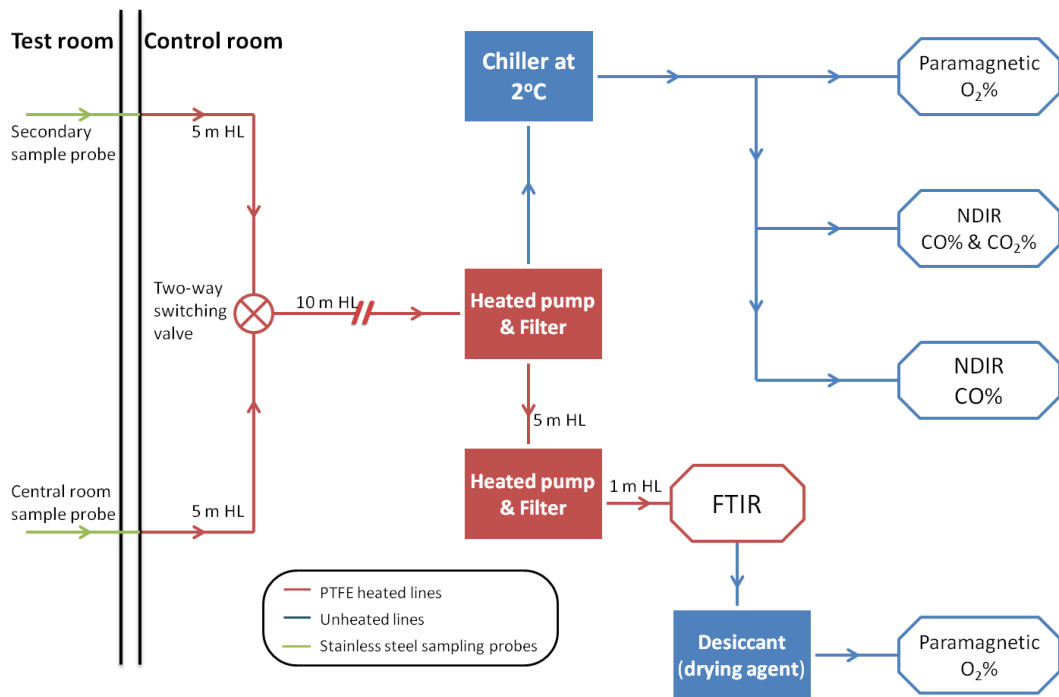 Test room
Control room
Secondary
sample probe
5 m HL
Chiller at
2°C
Paramagnetic
O₂%
NDIR
CO% & CO₂%
Two-way
switching
valve
10 m HL
Heated pump
& Filter
NDIR
CO%
5 m HL
Central room
sample probe
5 m HL
Heated pump
& Filter
1 m HL
FTIR
PTFE heated lines
Unheated lines
Stainless steel sampling probes
Desiccant
(drying agent)
Paramagnetic
O₂%